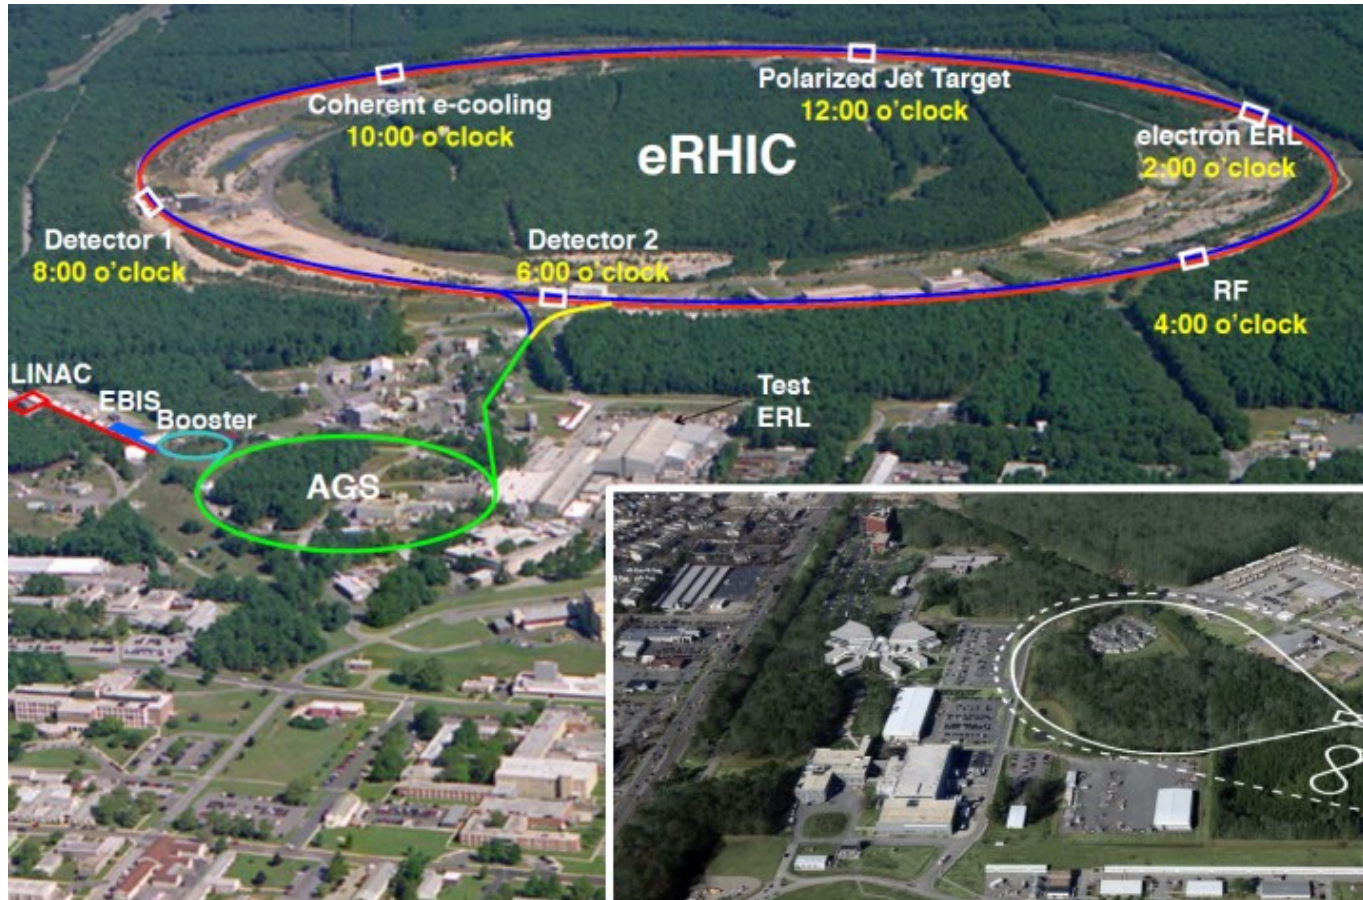 Coherent e-cooling
10:00 o'clock
Polarized Jet Target
12:00 o'clock
eRHIC
electron ERL
2:00 o'clock
Detector 1
8:00 o'clock
Detector 2
6:00 o'clock
RF
4:00 o'clock
LINAC
EBIS
Booster
Test
ERL
AGS